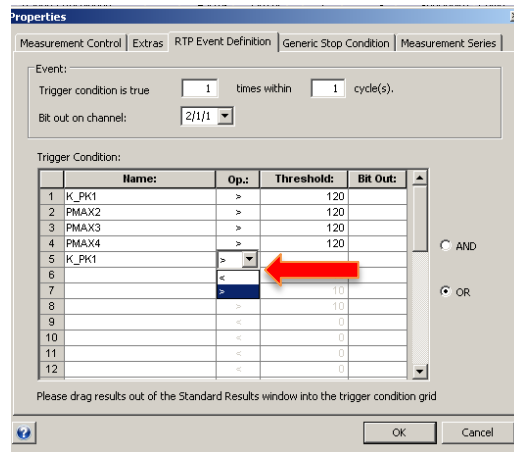 Properties
Measurement Control Extras RTP Event Definition Generic Stop Condition Measurement Series
Event:
Trigger condition is true 1 times within 1 cycle(s).
Bit out on channel: 2/1/1
Trigger Condition:
Name: Op.: Threshold: Bit Out:
1 K_PK1 > 120
2 PMAX2 > 120
3 PMAX3 > 120
4 PMAX4 > 120
5 K_PK1 >
6 <
7 > 10
8 > 10
9 < 0
10 < 0
11 < 0
12 < 0
AND
OR
Please drag results out of the Standard Results window into the trigger condition grid
? OK Cancel